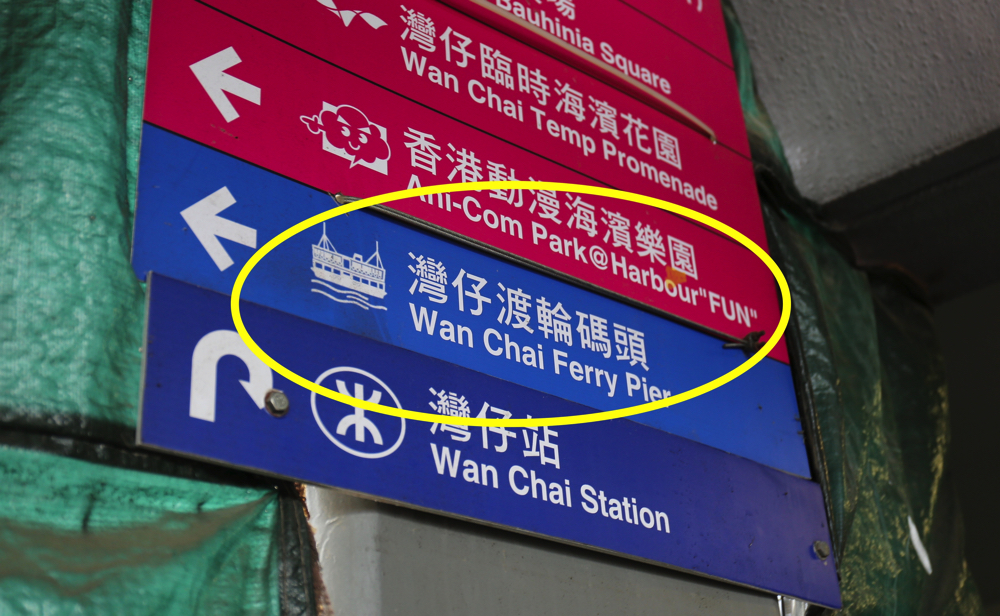 Bauhinia Square
灣仔臨時海濱花園
Wan Chai Temp Promenade
香港動漫海濱樂園
Ani-Com Park@Harbour"FUN"
灣仔渡輪碼頭
Wan Chai Ferry Pier
灣仔站
Wan Chai Station